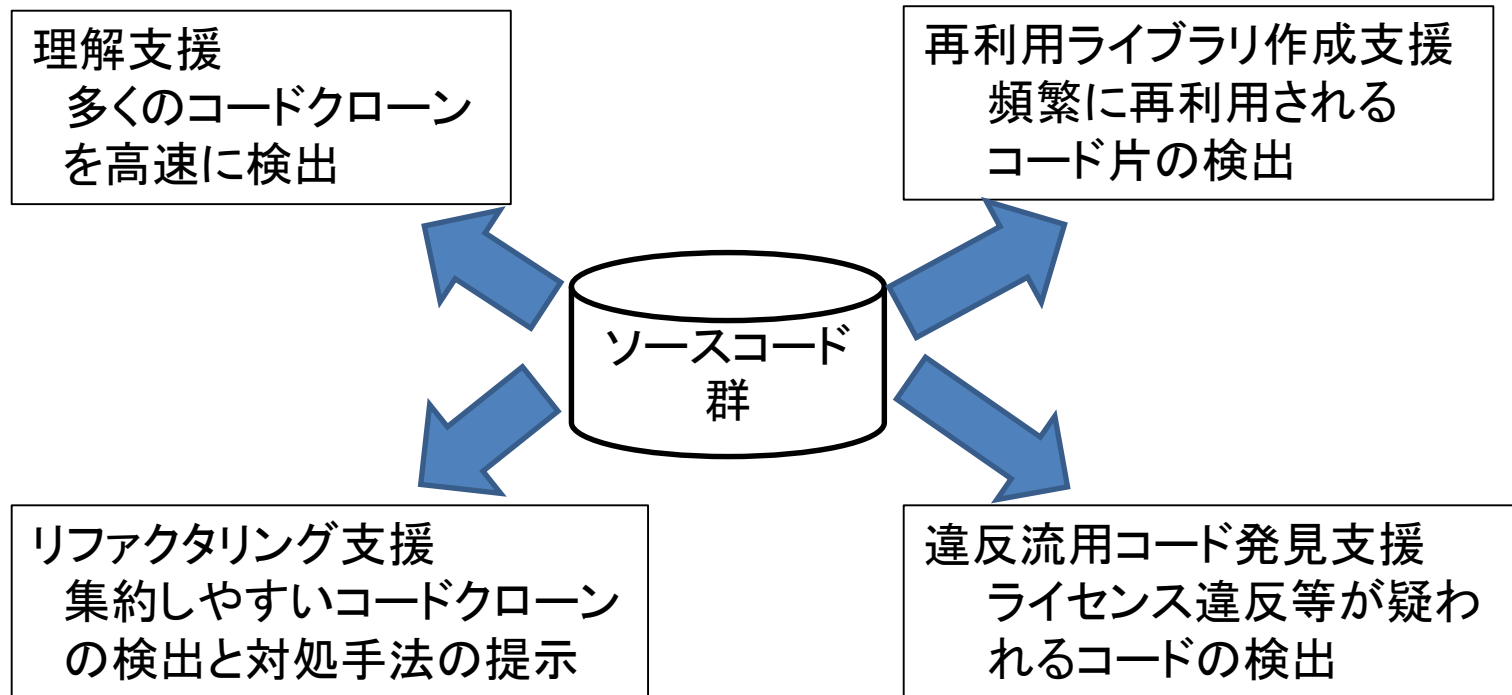 理解支援
多くのコードクローン
を高速に検出
再利用ライブラリ作成支援
頻繁に再利用される
コード片の検出
ソースコード
群
リファクタリング支援
集約しやすいコードクローン
の検出と対処手法の提示
違反流用コード発見支援
ライセンス違反等が疑わ
れるコードの検出